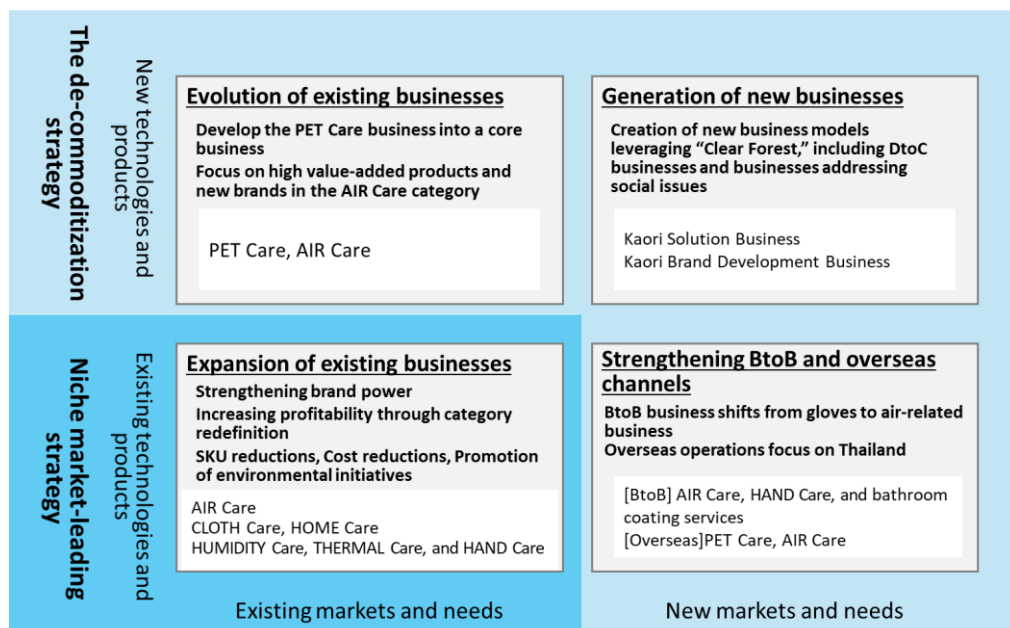 The de-commoditization
strategy
New technologies and
products
Evolution of existing businesses
Develop the PET Care business into a core
business
Focus on high value-added products and
new brands in the AIR Care category
PET Care, AIR Care
Generation of new businesses
Creation of new business models
leveraging “Clear Forest,” including DtoC
businesses and businesses addressing
social issues
Kaori Solution Business
Kaori Brand Development Business
Niche market-leading
strategy
Existing technologies and
products
Expansion of existing businesses
Strengthening brand power
Increasing profitability through category
redefinition
SKU reductions, Cost reductions, Promotion
of environmental initiatives
AIR Care
CLOTH Care, HOME Care
HUMIDITY Care, THERMAL Care, and HAND Care
Strengthening BtoB and overseas
channels
BtoB business shifts from gloves to air-related
business
Overseas operations focus on Thailand
[BtoB] AIR Care, HAND Care, and bathroom
coating services
[Overseas]PET Care, AIR Care
Existing markets and needs
New markets and needs